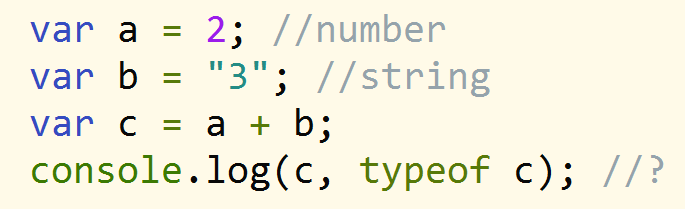 var a = 2; //number
var b = "3"; //string
var c = a + b;
console.log(c, typeof c); //?